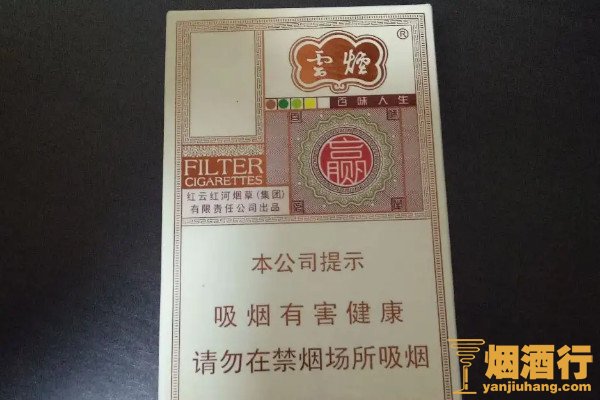 雲煙®
百味人生
赢
FILTER
CIGARETTES
红云红河烟草(集团)
有限责任公司出品
本公司提示
吸烟有害健康
请勿在禁烟场所吸烟
烟酒行
yanjiuhang.com